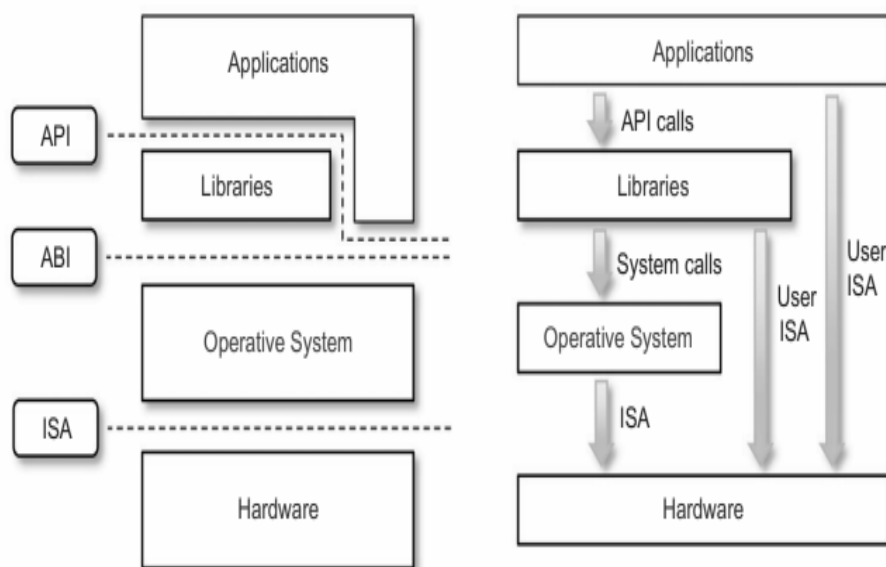 Applications
API
Libraries
ABI
Operative System
ISA
Hardware
Applications
API calls
Libraries
System calls
User
ISA
User
ISA
Operative System
ISA
Hardware